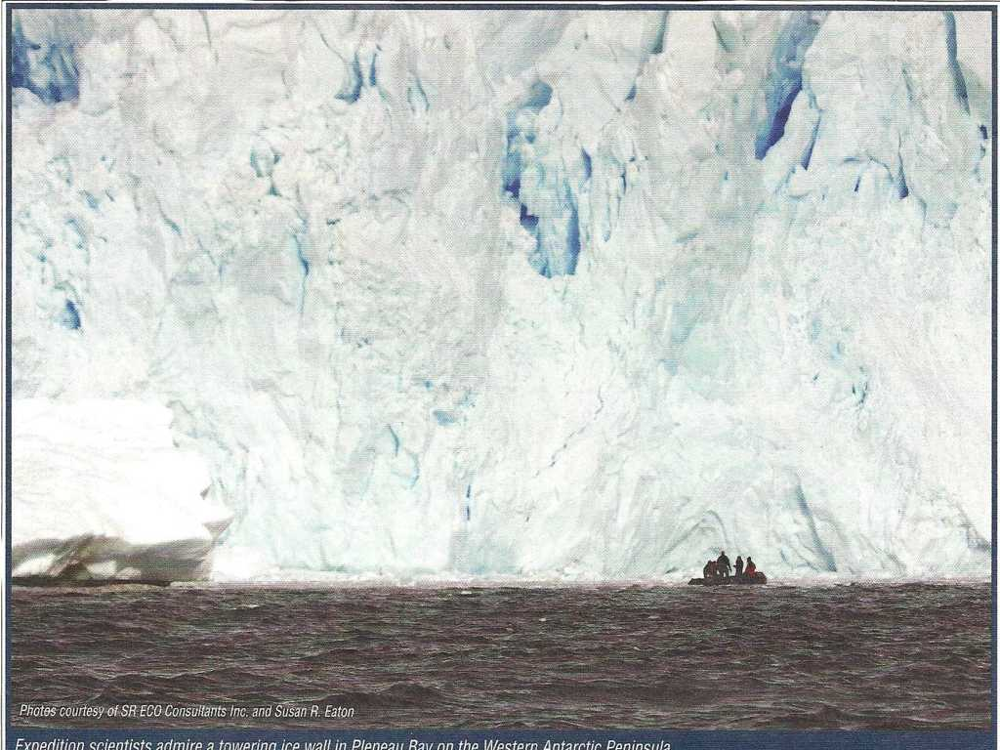 Photos courtesy of SR ECO Consultants Inc. and Susan R. Eaton
Expedition scientists admire a towering ice wall in Pleneau Bay on the Western Antarctic Peninsula